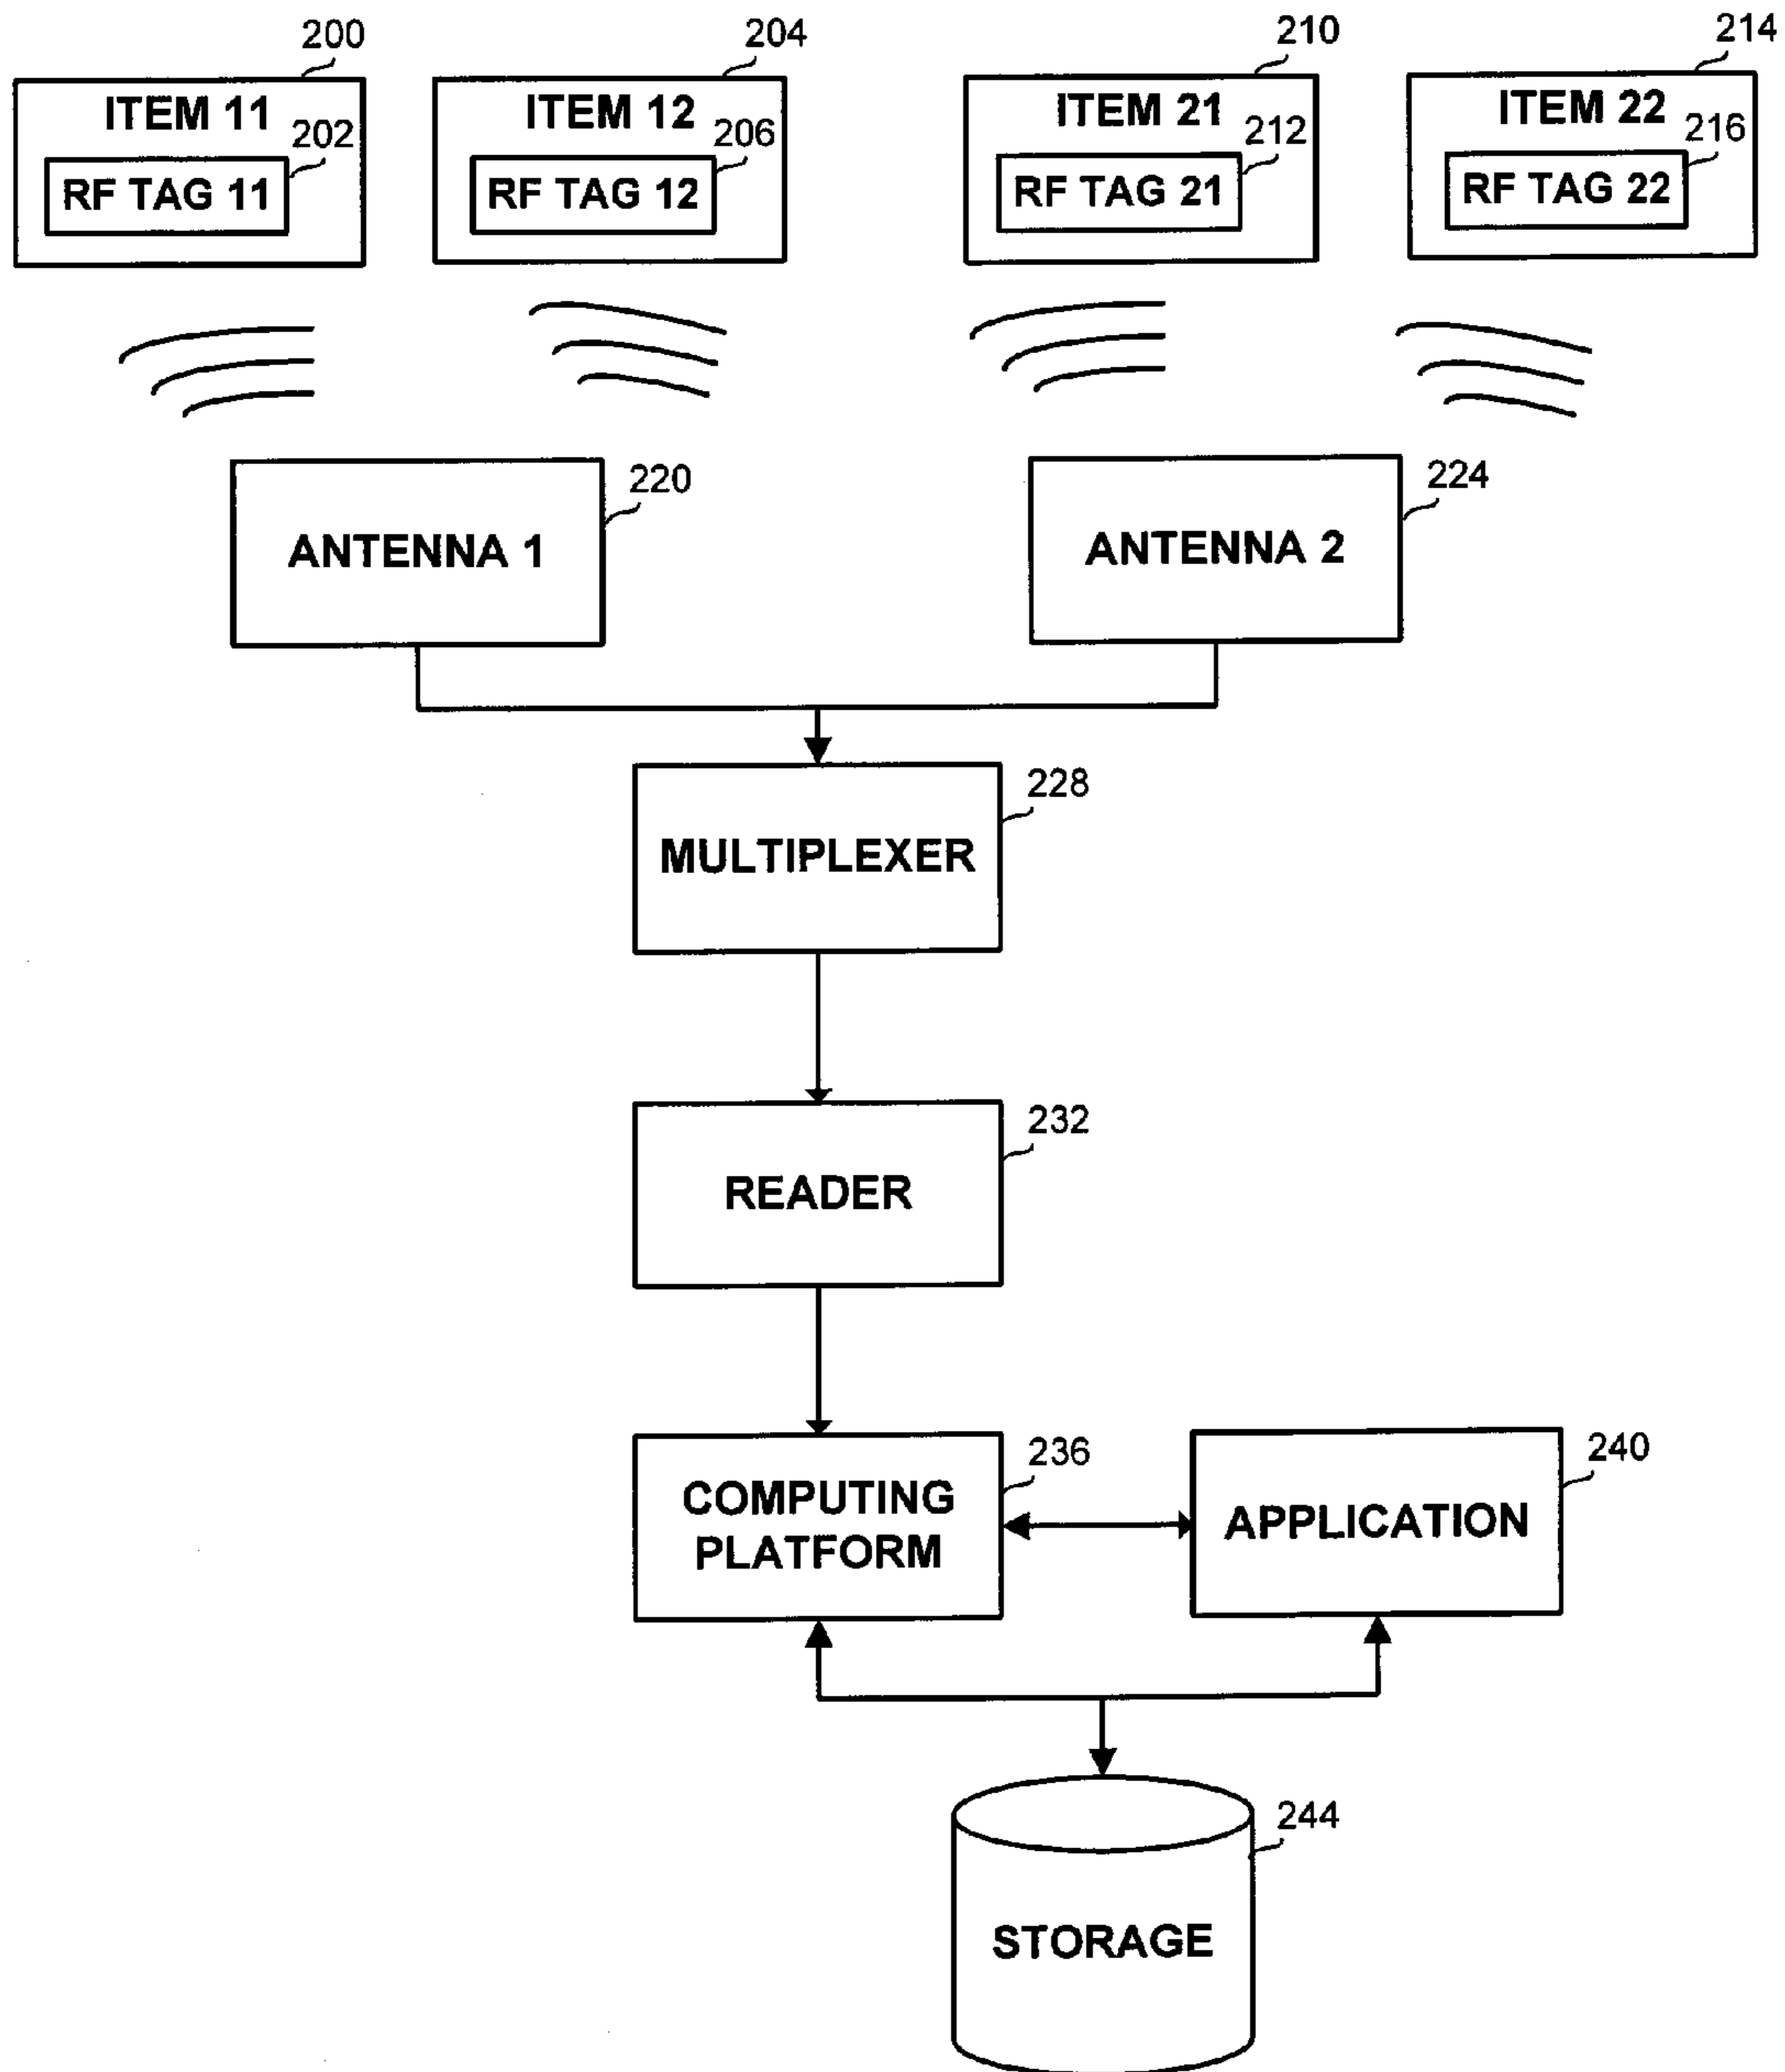 200
204
210
214
ITEM 11
ITEM 12
ITEM 21
ITEM 22
202
206
212
216
RF TAG 11
RF TAG 12
RF TAG 21
RF TAG 22
220
224
ANTENNA 1
ANTENNA 2
228
MULTIPLEXER
232
READER
236
240
COMPUTING
PLATFORM
APPLICATION
244
STORAGE